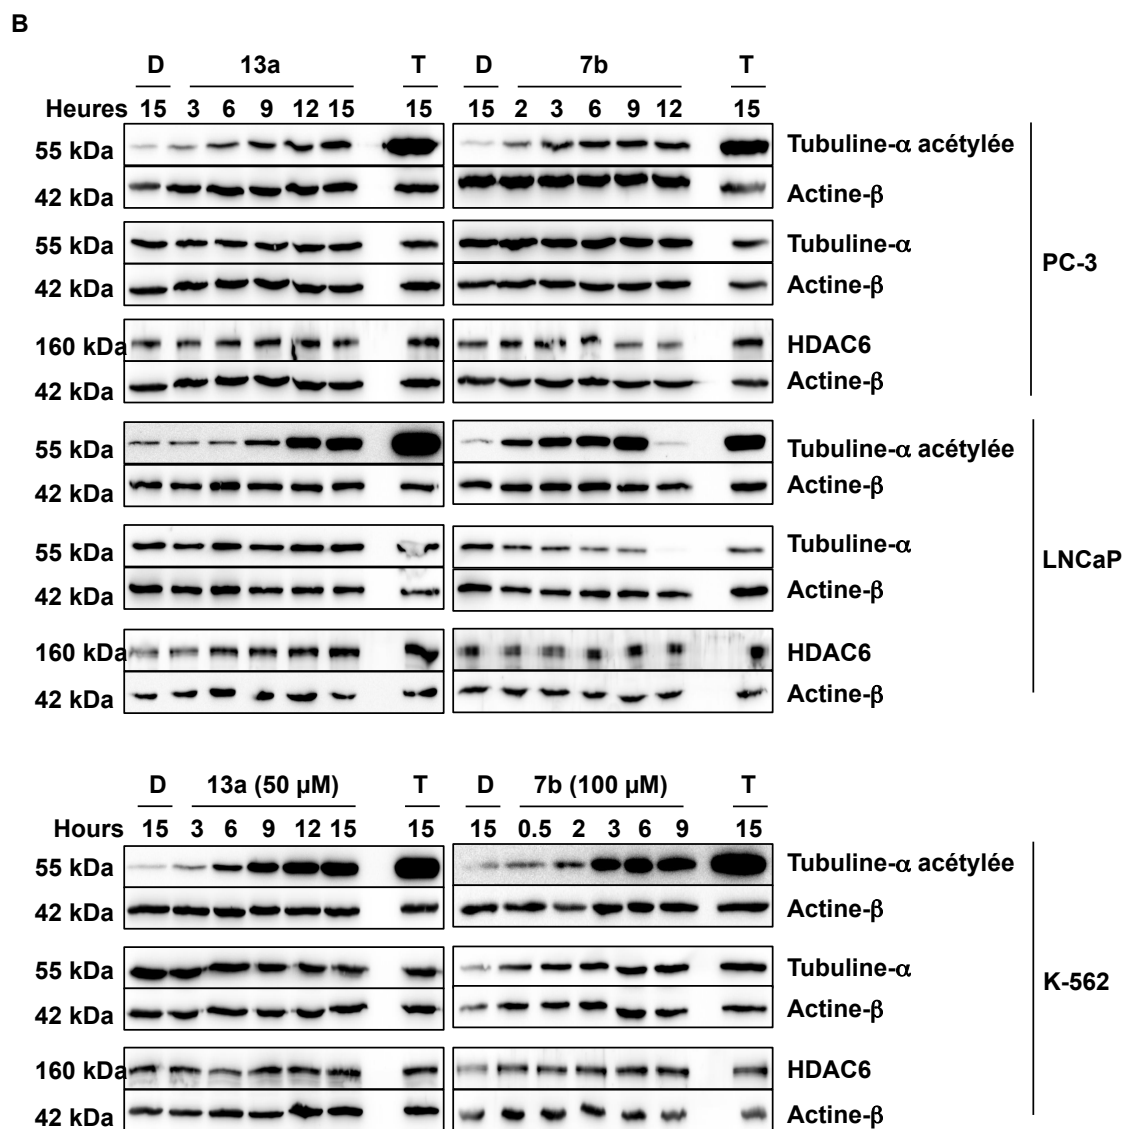 B
D 13a T D 7b T
Heures 15 3 6 9 12 15 15 15 2 3 6 9 12 15
55 kDa Tubuline-α acétylée
42 kDa Actine-β
55 kDa Tubuline-α
42 kDa Actine-β
PC-3
160 kDa HDAC6
42 kDa Actine-β
55 kDa Tubuline-α acétylée
42 kDa Actine-β
55 kDa Tubuline-α
LNCaP
42 kDa Actine-β
160 kDa HDAC6
42 kDa Actine-β
D 13a (50 µM) T D 7b (100 µM) T
Hours 15 3 6 9 12 15 15 15 0.5 2 3 6 9 15
55 kDa Tubuline-α acétylée
42 kDa Actine-β
55 kDa Tubuline-α
K-562
42 kDa Actine-β
160 kDa HDAC6
42 kDa Actine-β